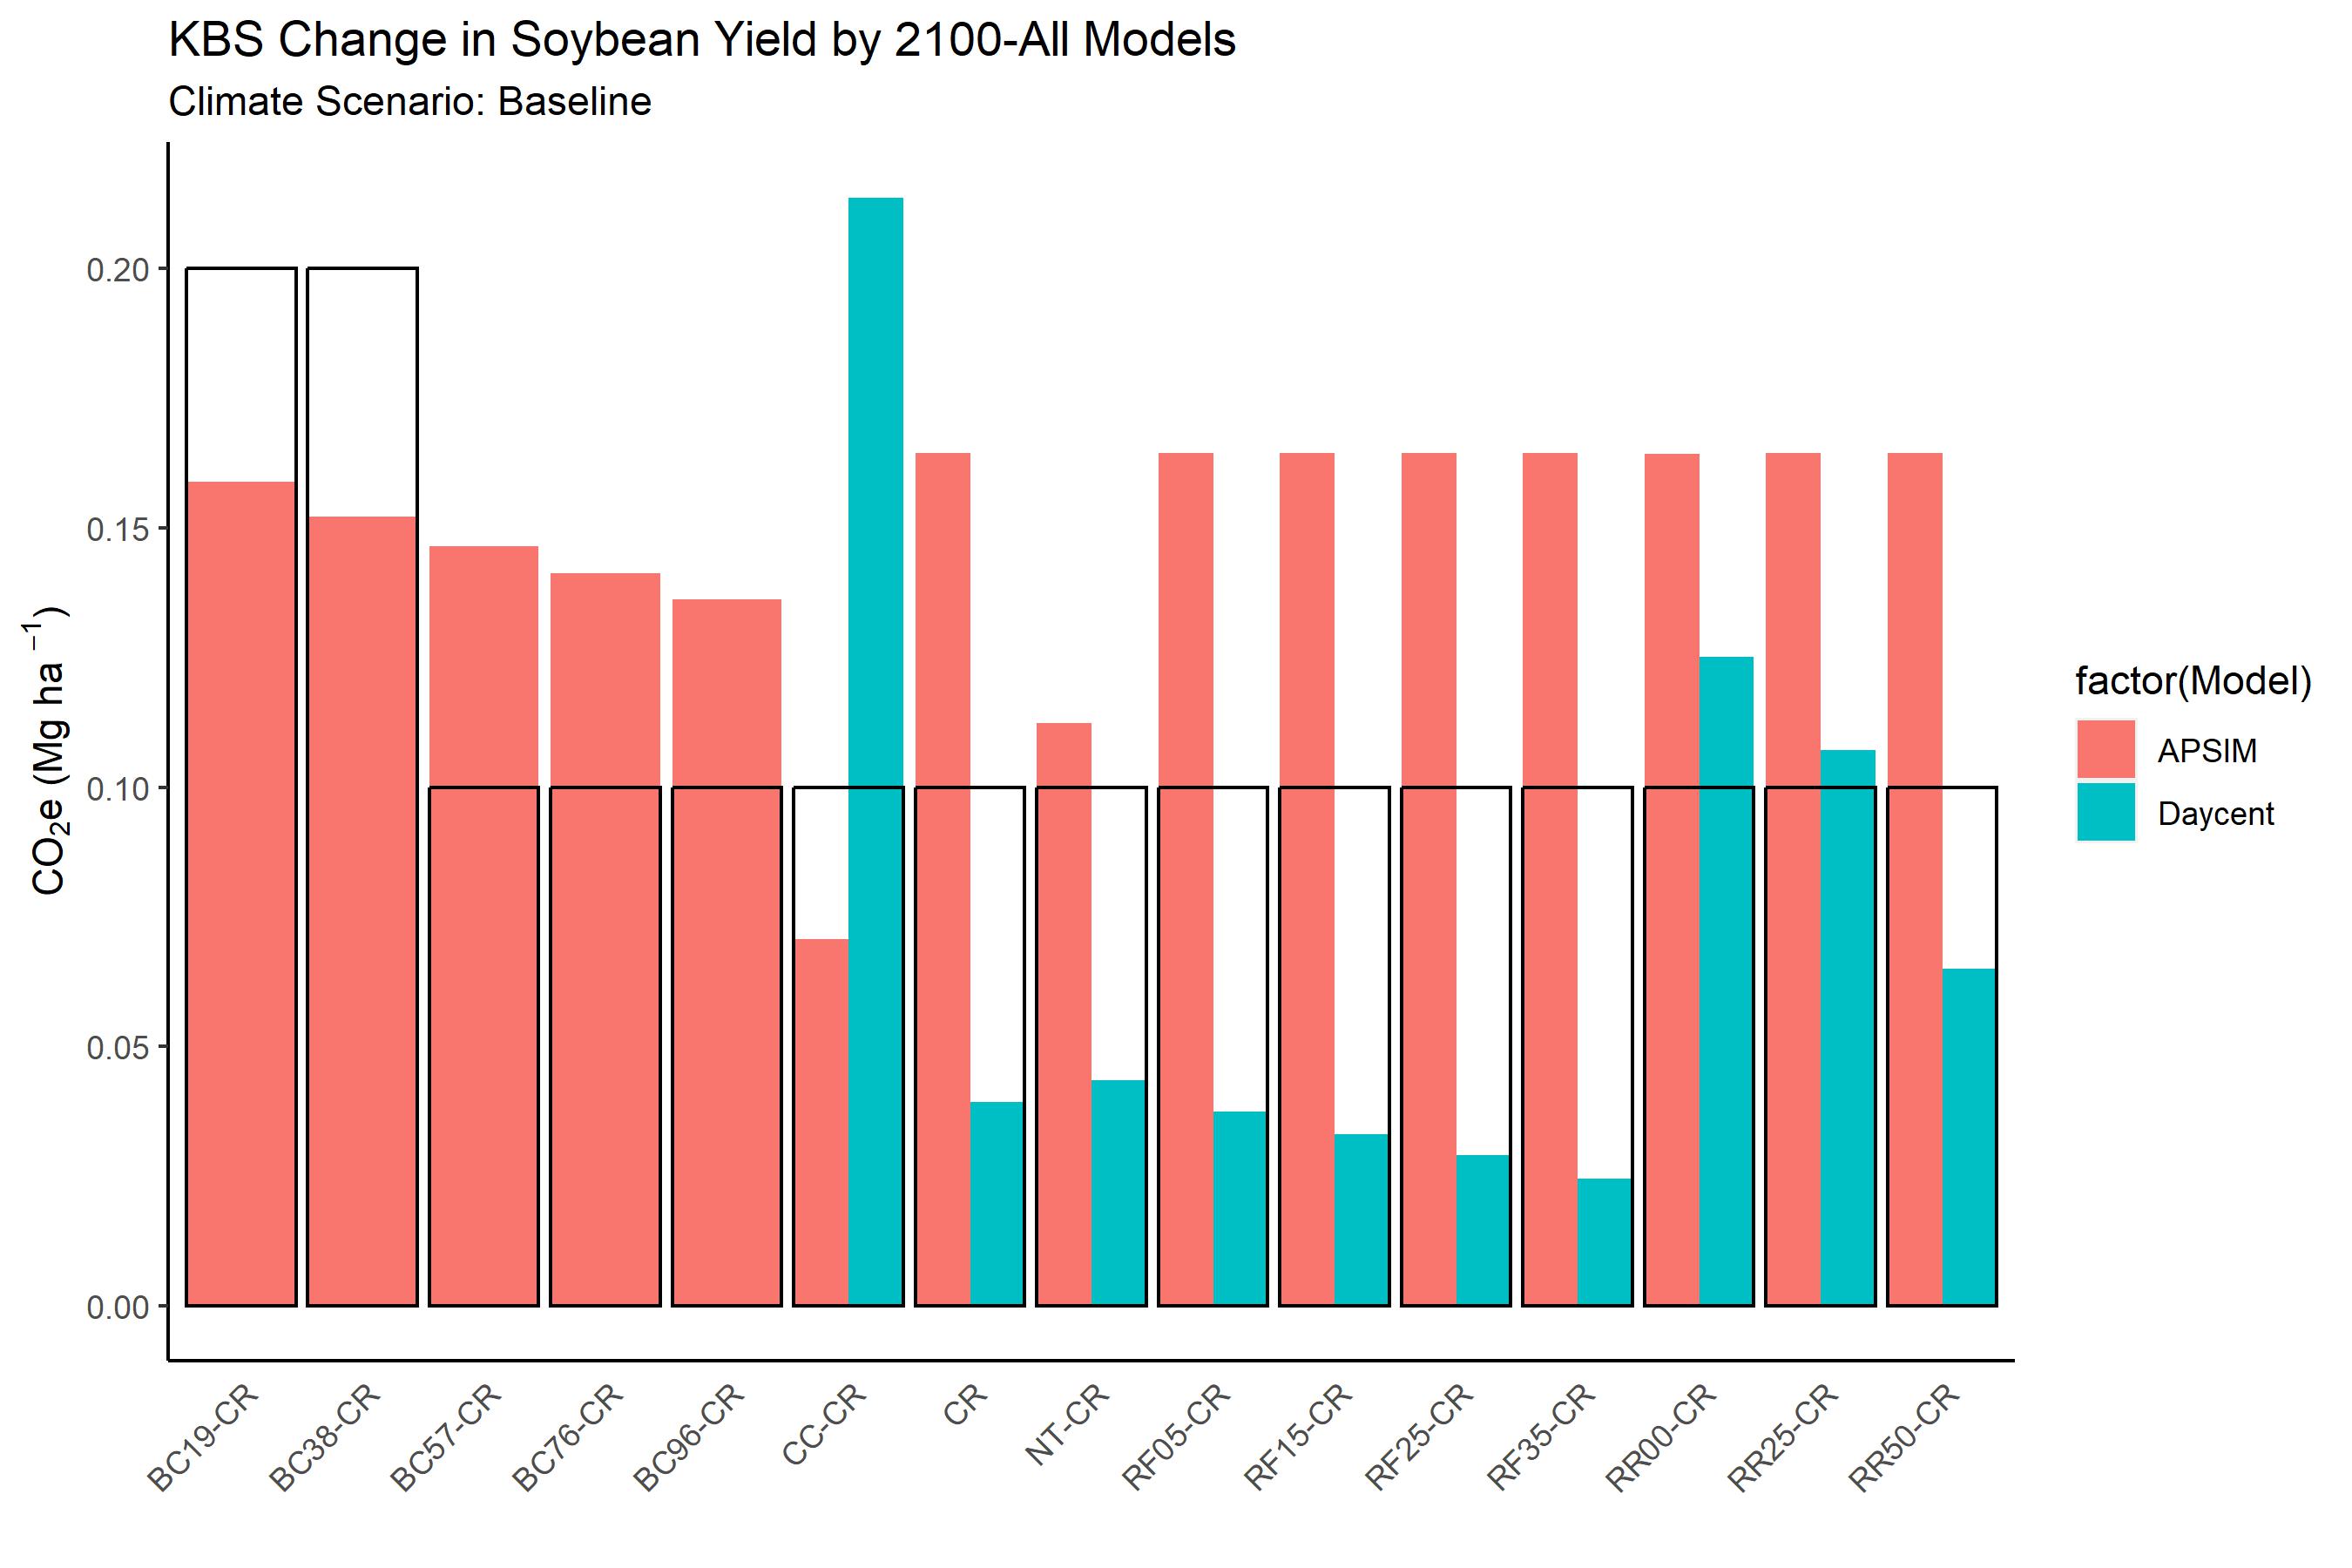 KBS Change in Soybean Yield by 2100-All Models
Climate Scenario: Baseline
CO₂e (Mg ha ⁻¹)
0.20
0.15
0.10
0.05
0.00
BC19-CR
BC38-CR
BC57-CR
BC76-CR
BC96-CR
CC-CR
CR
NT-CR
RF05-CR
RF15-CR
RF25-CR
RF35-CR
RR00-CR
RR25-CR
RR50-CR
factor(Model)
APSIM
Daycent